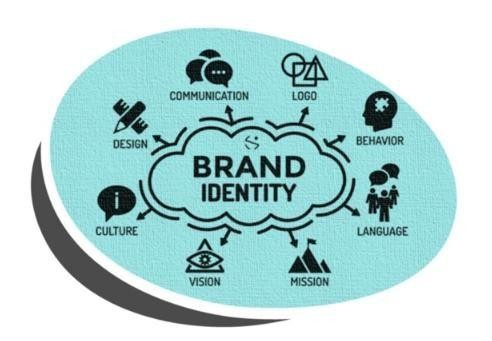 COMMUNICATION
LOGO
DESIGN
BEHAVIOR
BRAND
IDENTITY
CULTURE
LANGUAGE
VISION
MISSION